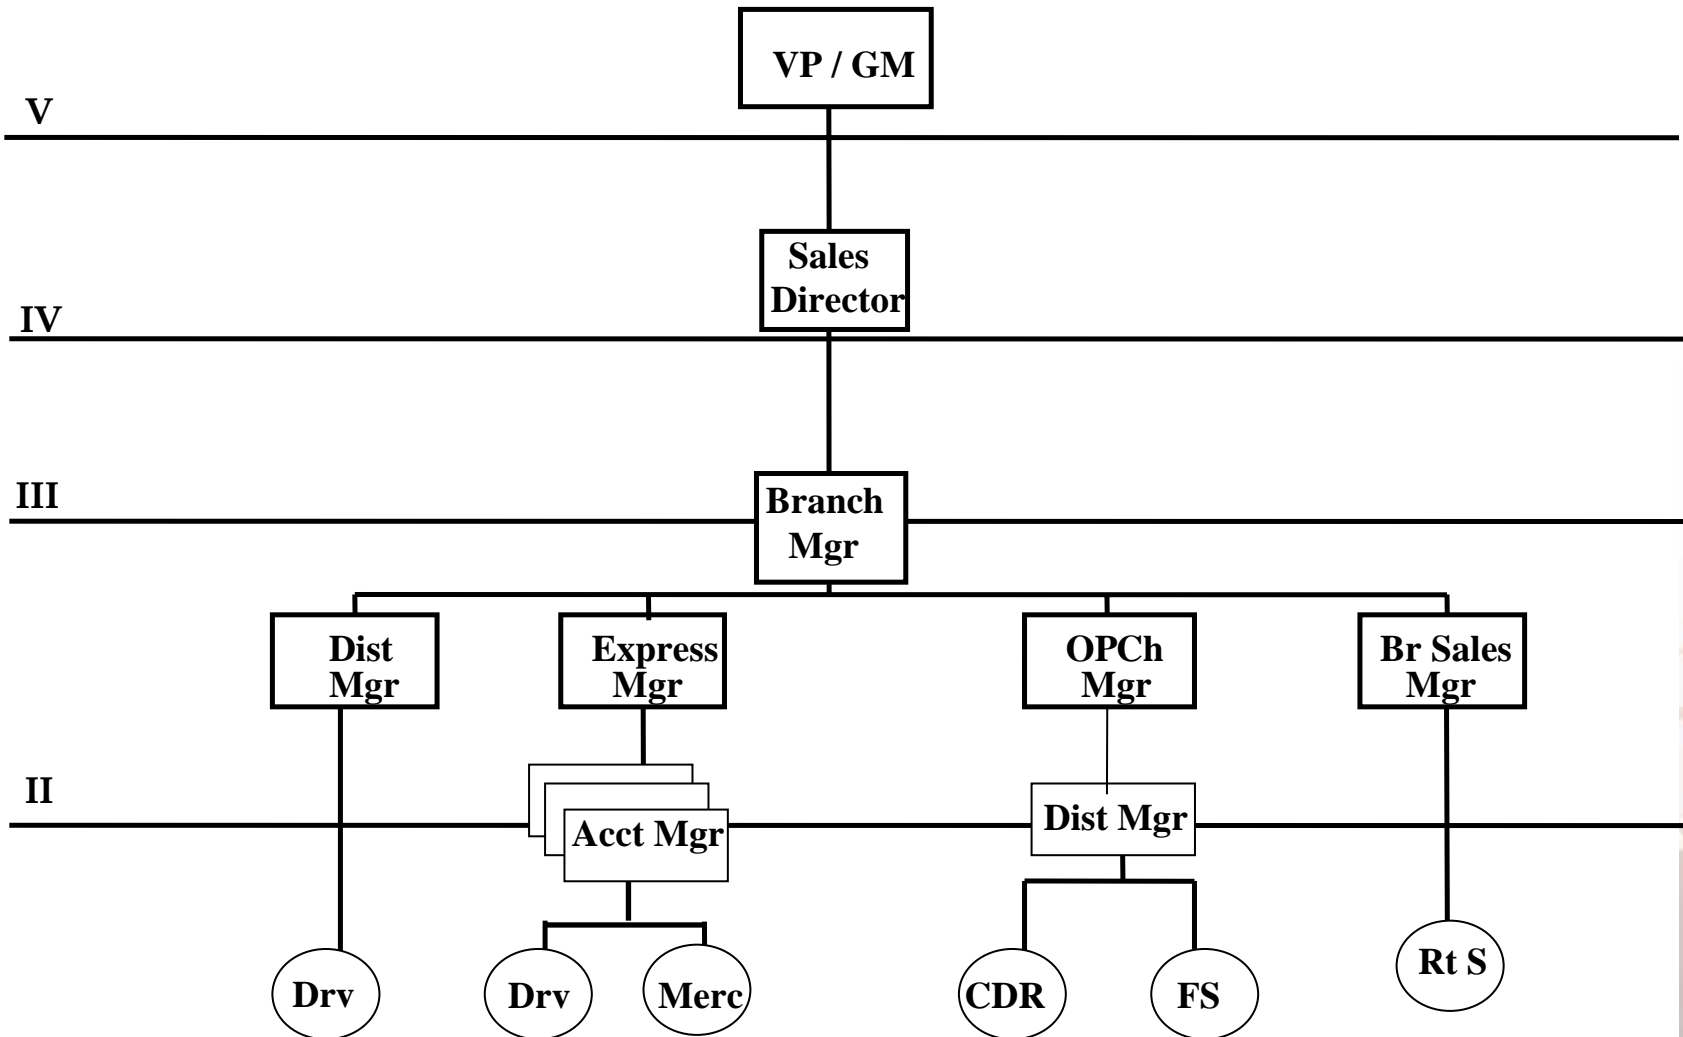 VP / GM
V
Sales
Director
IV
III
Branch
Mgr
Dist
Mgr
Express
Mgr
OPCh
Mgr
Br Sales
Mgr
II
Acct Mgr
Dist Mgr
Drv
Drv
Merc
CDR
FS
Rt S